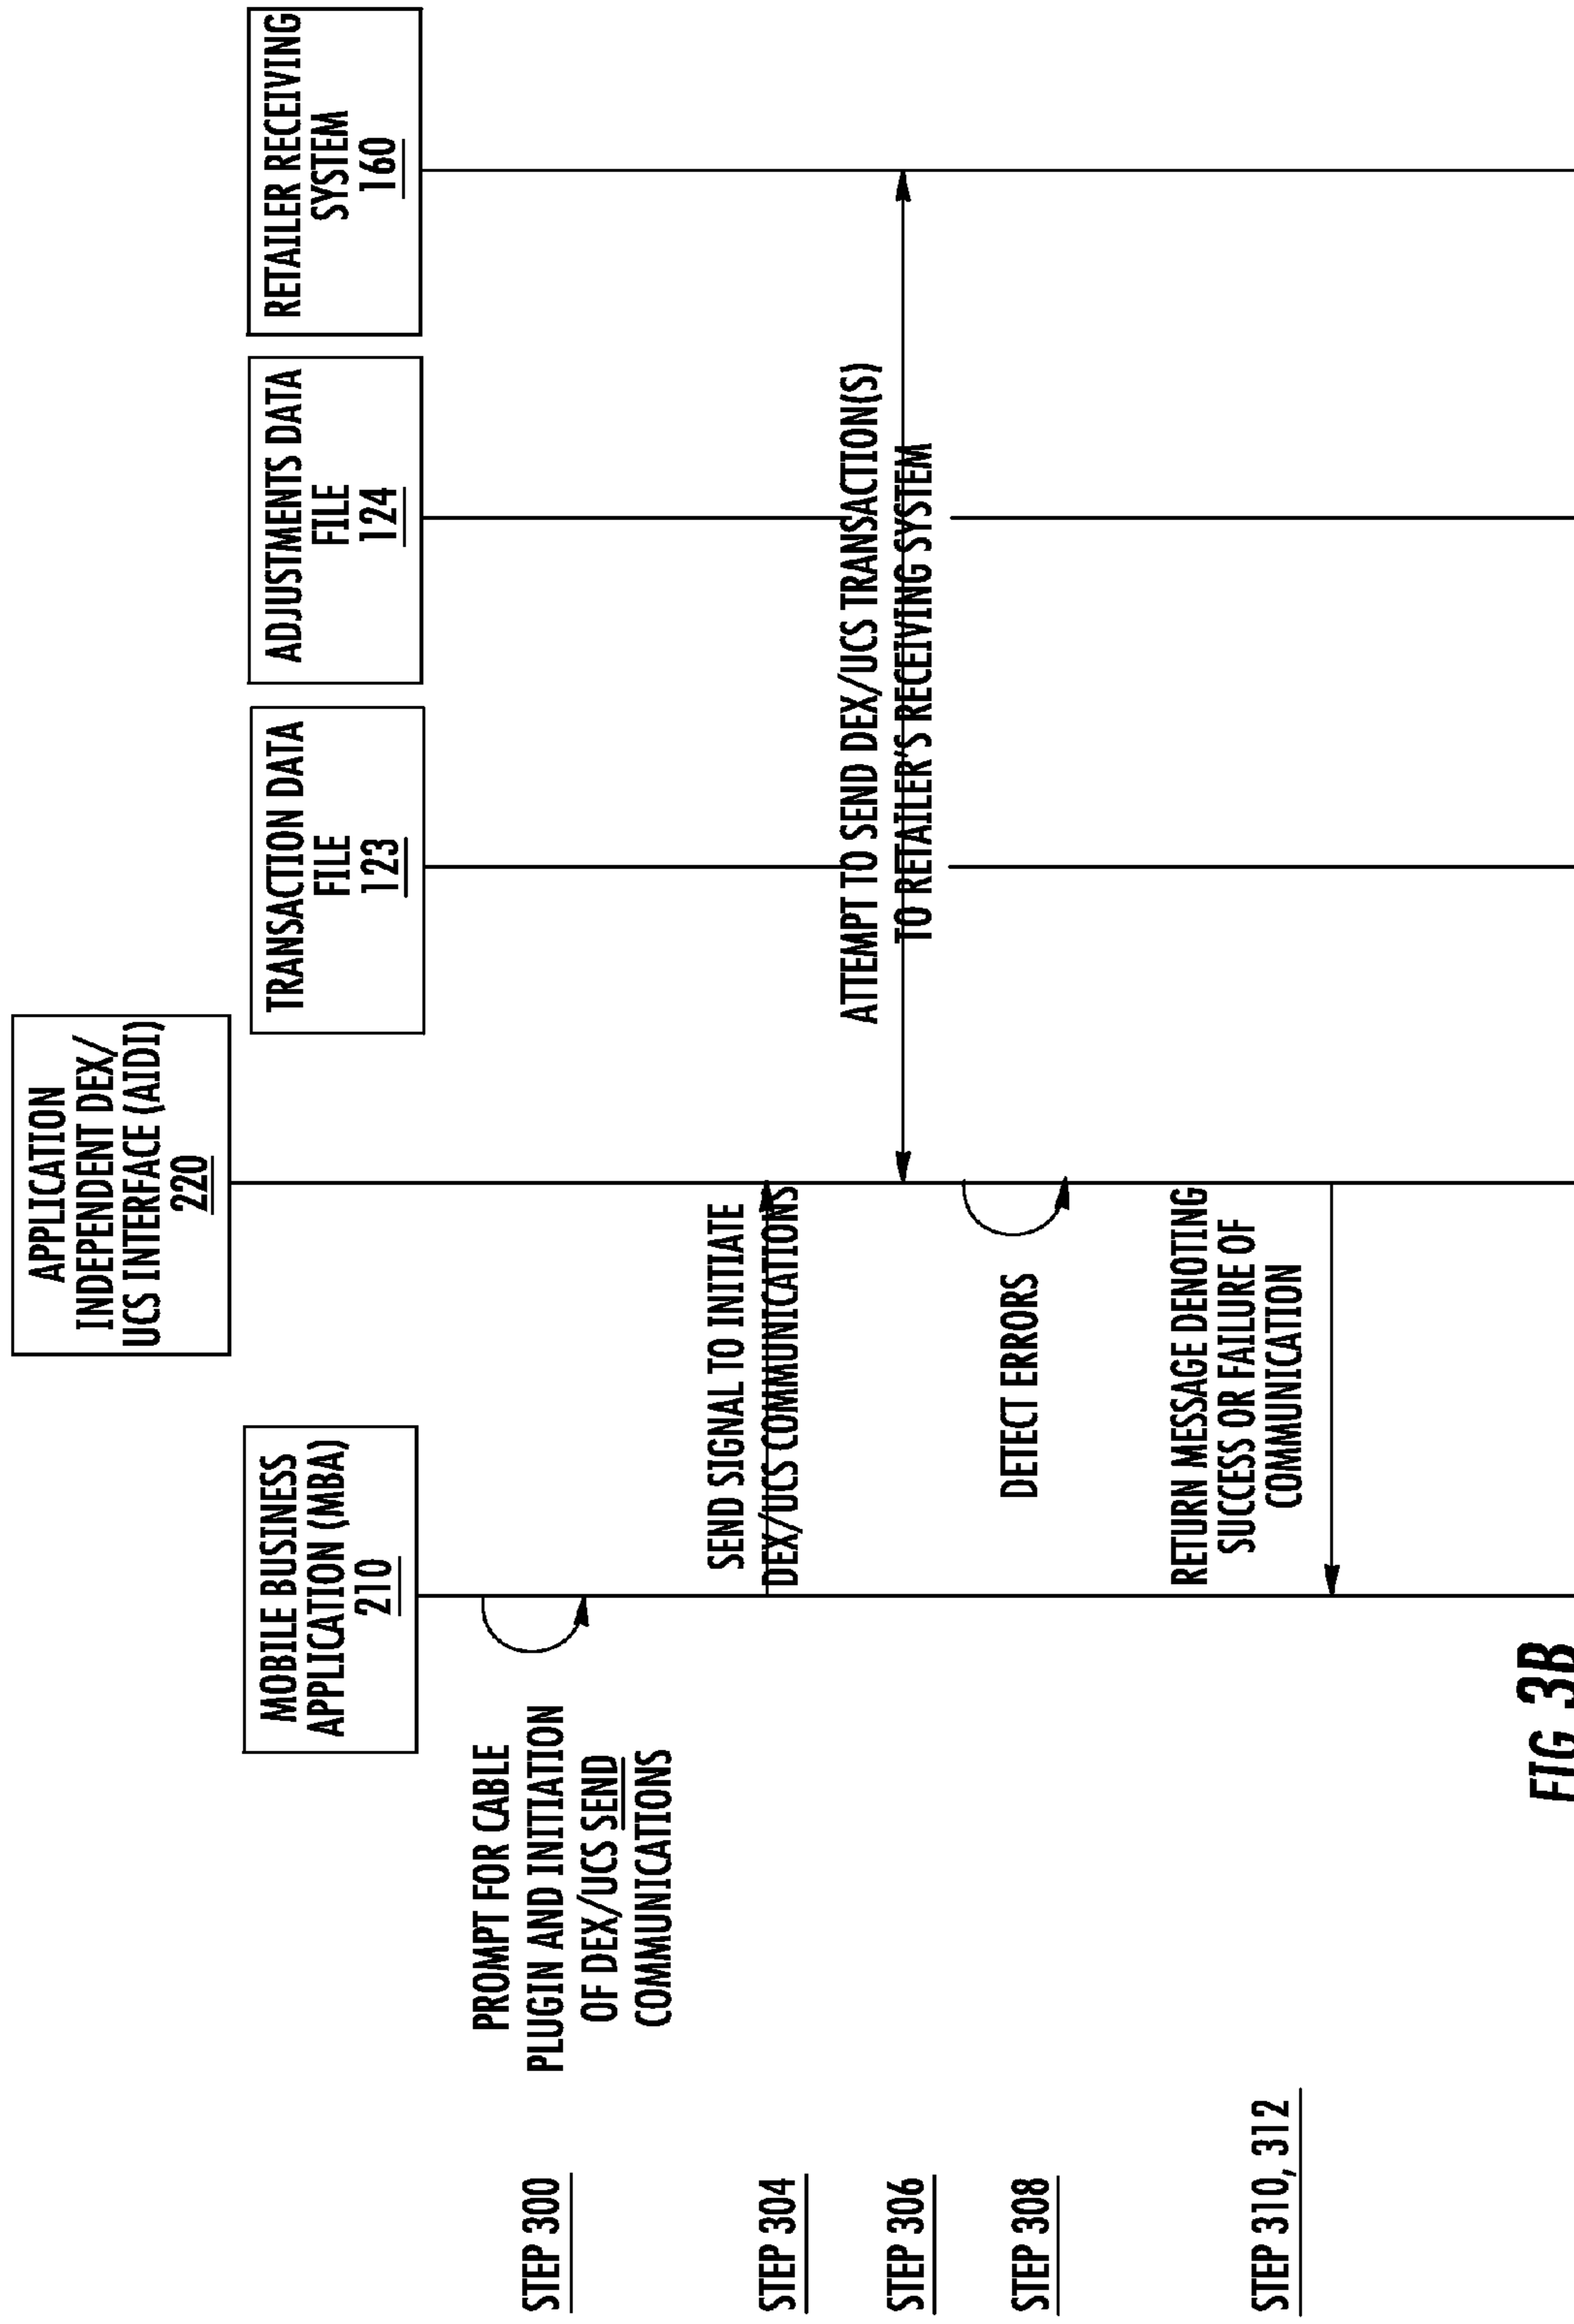 APPLICATION
INDEPENDENT DEX/
UCS INTERFACE (AIDI)
220
MOBILE BUSINESS
APPLICATION (MBA)
210
TRANSACTION DATA
FILE
123
ADJUSTMENTS DATA
FILE
124
RETAILER RECEIVING
SYSTEM
160
STEP 300
PROMPT FOR CABLE
PLUGIN AND INITIATION
OF DEX/UCS SEND
COMMUNICATIONS
STEP 304
SEND SIGNAL TO INITIATE
DEX/UCS COMMUNICATIONS
STEP 306
ATTEMPT TO SEND DEX/UCS TRANSACTION(S)
TO RETAILER'S RECEIVING SYSTEM
STEP 308
DETECT ERRORS
STEP 310, 312
RETURN MESSAGE DENOTING
SUCCESS OR FAILURE OF
COMMUNICATION
FIG 3B